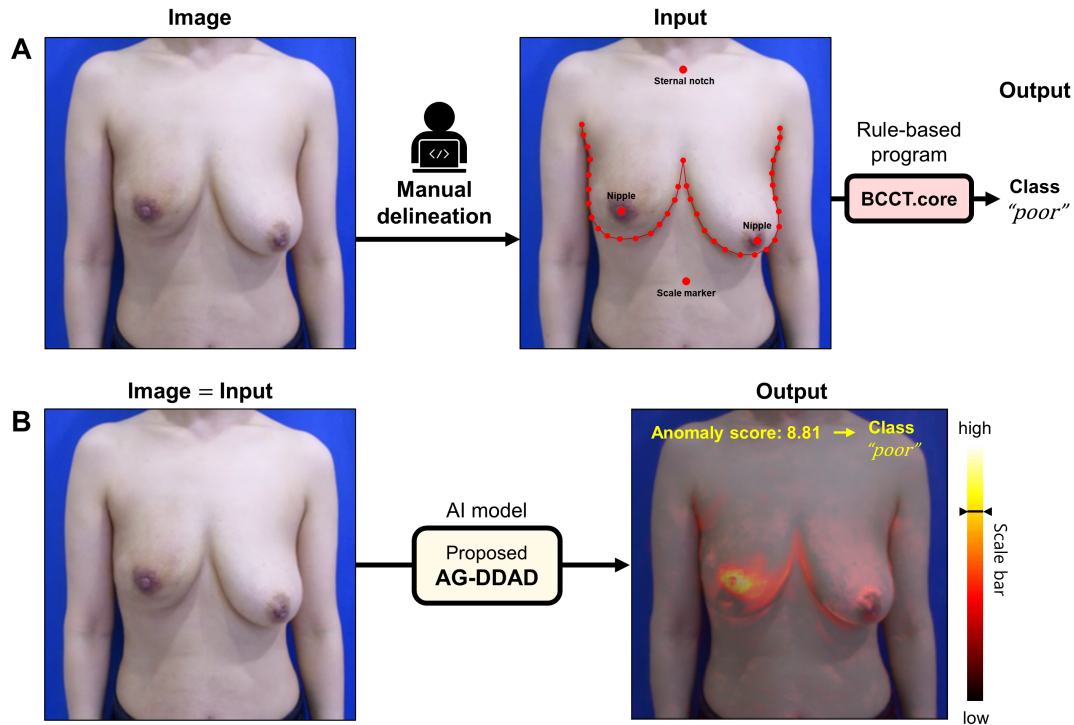 Image
Input
A
Sternal notch
Output
Rule-based
program
Manual
delineation
</>
Nipple
Nipple
BCCT.core
Class
“poor”
Scale marker
Image = Input
Output
B
Anomaly score: 8.81
Class
“poor”
high
AI model
Proposed
AG-DDAD
Scale bar
low